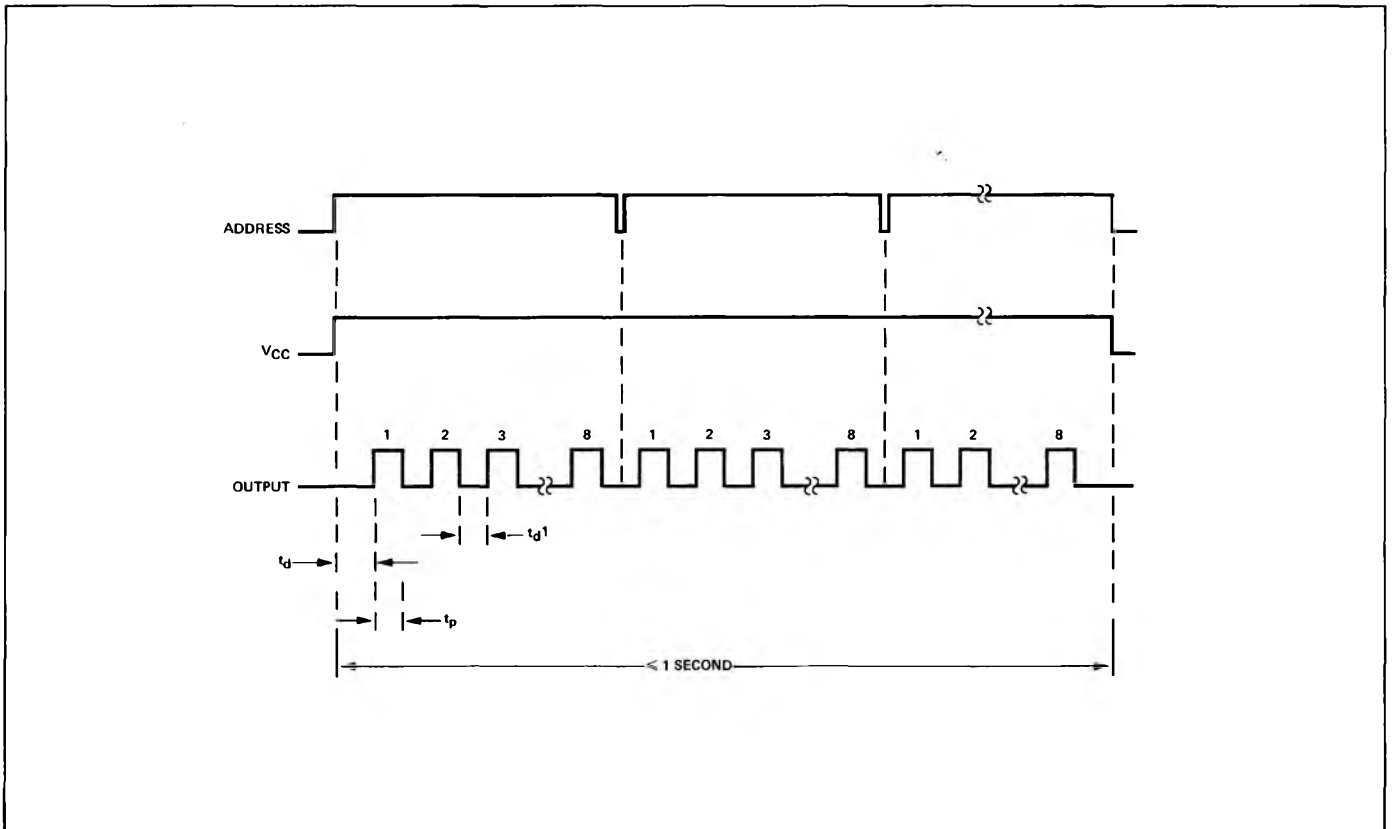 ADDRESS
VCC
1 2 3 8 1 2 3 8 1 2 8
OUTPUT
td1
td
tp
≤ 1 SECOND